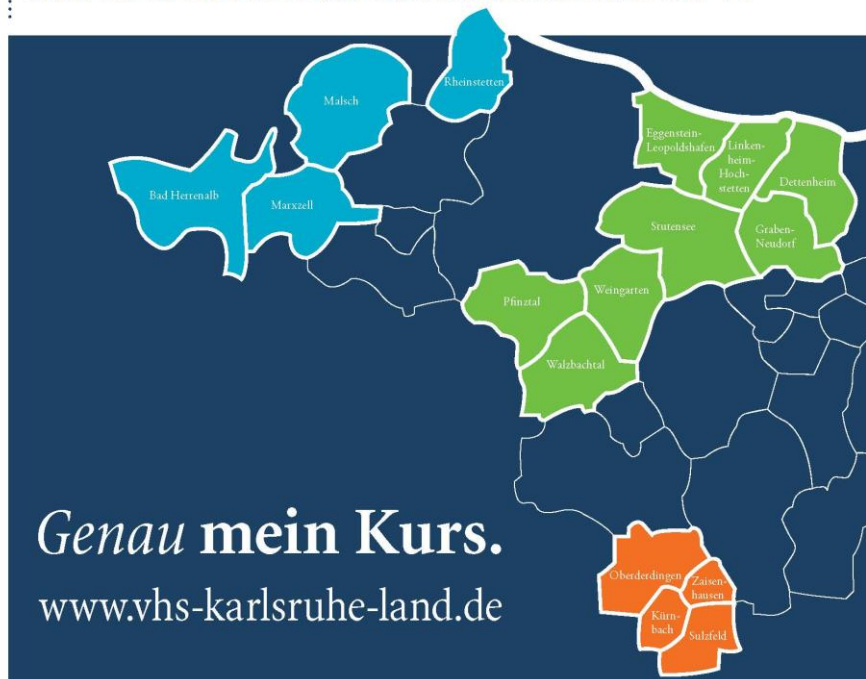 Rheinstetten
Malsch
Bad Herrenalb
Marxzell
Eggenstein-
Leopoldshafen
Linken-
heim-
Hoch-
stetten
Dettenheim
Stutensee
Graben-
Neudorf
Pfinztal
Weingarten
Walzbachtal
Genau mein Kurs.
www.vhs-karlsruhe-land.de
Oberderdingen
Zaisen-
hausen
Kürn-
bach
Sulzfeld